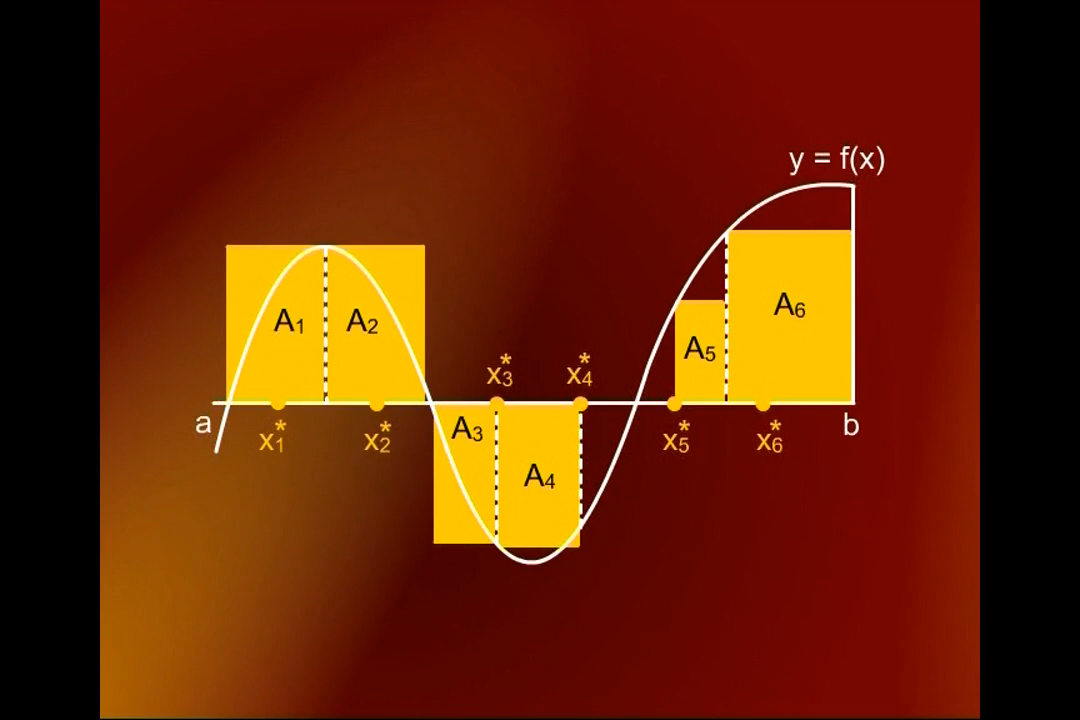 y = f(x)
A₁ A₂ A₆
A₅
x₃* x₄*
a b
A₃
x₁* x₂* x₅* x₆*
A₄